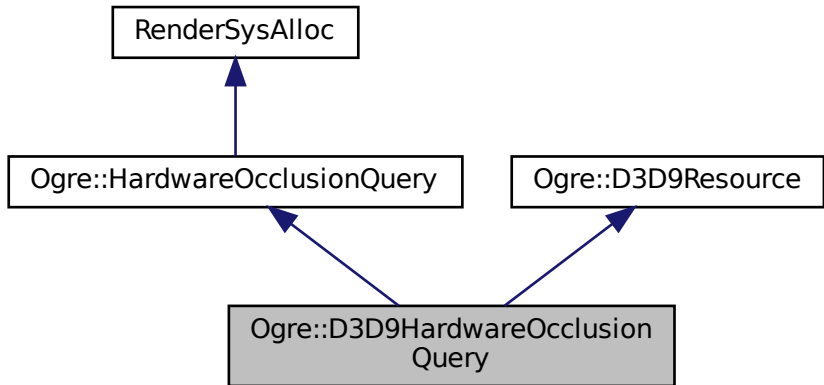 RenderSysAlloc
Ogre::HardwareOcclusionQuery
Ogre::D3D9Resource
Ogre::D3D9HardwareOcclusion
Query